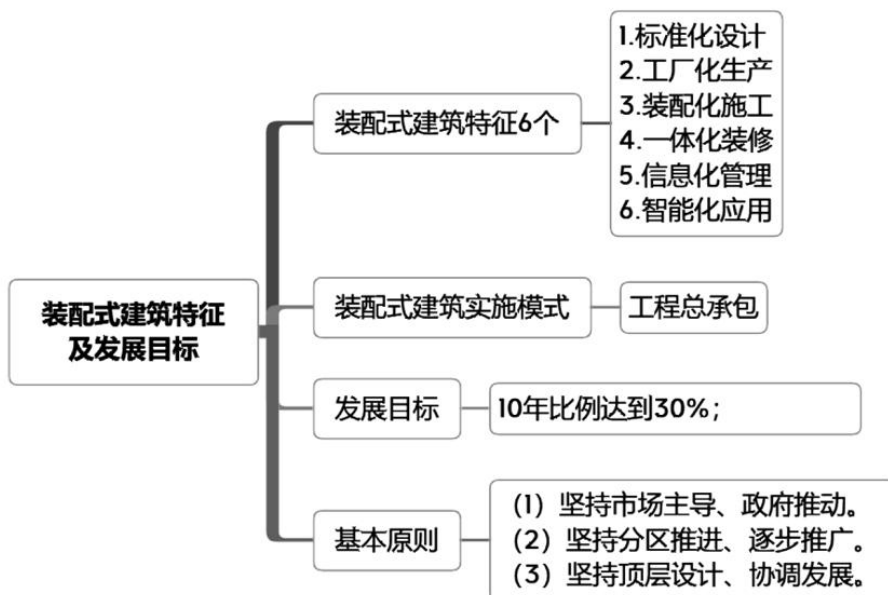 装配式建筑特征
及发展目标
装配式建筑特征6个
1.标准化设计
2.工厂化生产
3.装配化施工
4.一体化装修
5.信息化管理
6.智能化应用
装配式建筑实施模式
工程总承包
发展目标
10年比例达到30%；
基本原则
（1）坚持市场主导、政府推动。
（2）坚持分区推进、逐步推广。
（3）坚持顶层设计、协调发展。